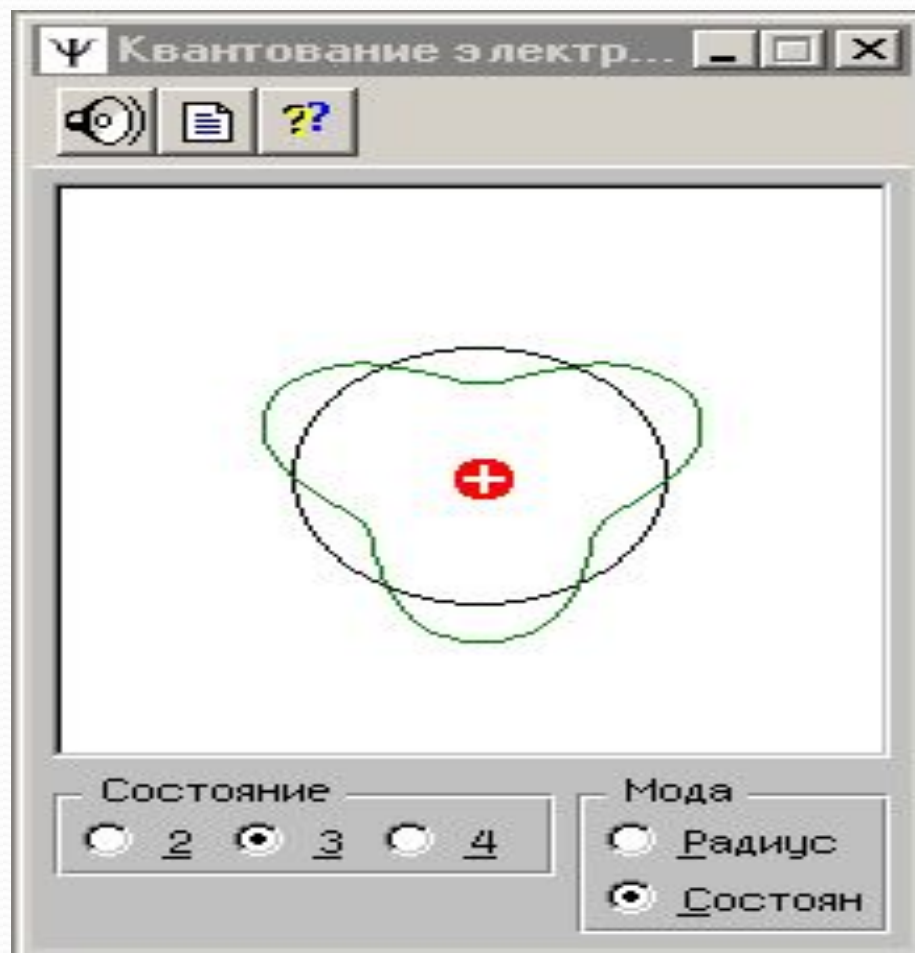 Ψ Квантование электр...
??
+
Состояние
2 3 4
Мода
Радиус
Состоян